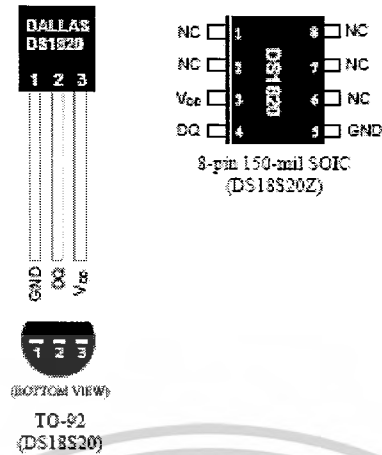 DALLAS
DS1820
1 2 3
GND
DQ
VDD
1 2 3
(BOTTOM VIEW)
TO-92
(DS18S20)
NC 1 8 NC
NC 2 7 NC
VDD 3 6 NC
DQ 4 5 GND
8-pin 150-mil SOIC
(DS18S20Z)